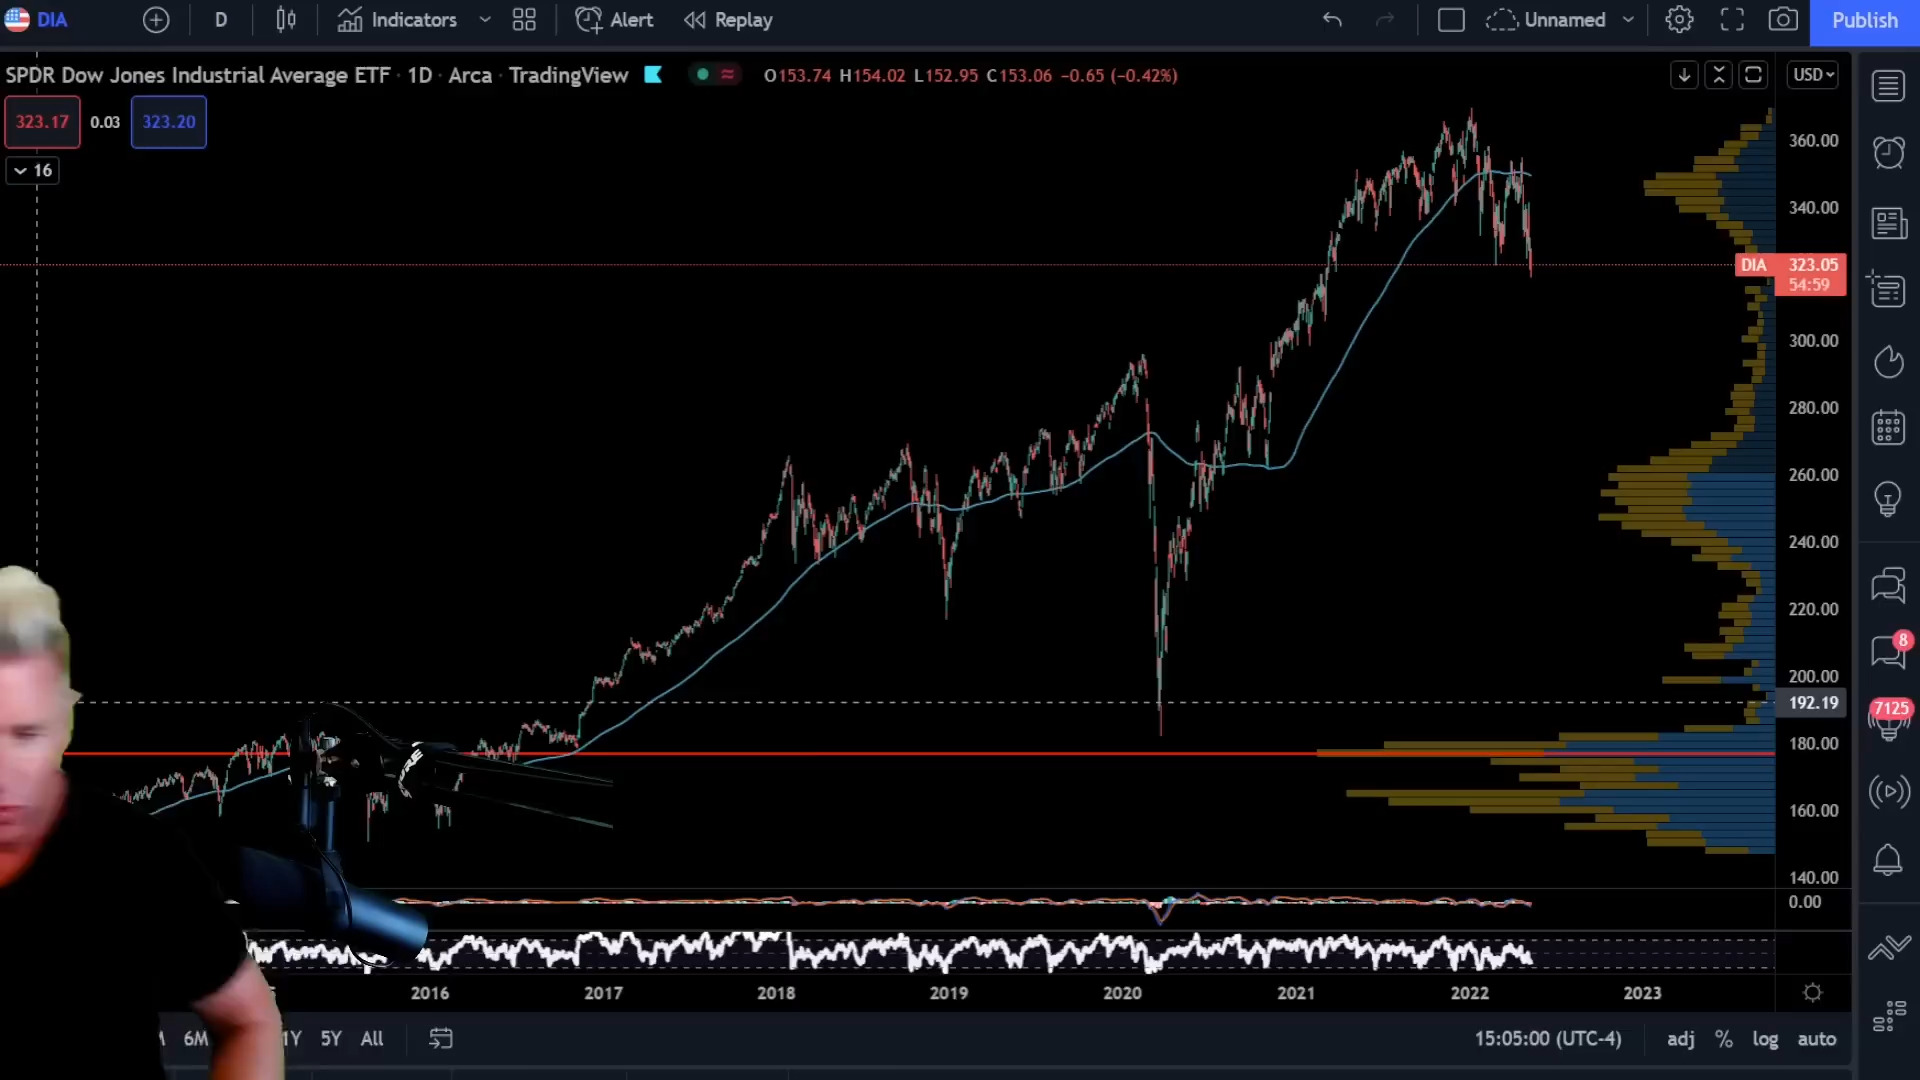 DIA D Indicators Alert Replay Unnamed Publish
SPDR Dow Jones Industrial Average ETF · 1D · Arca · TradingView O153.74 H154.02 L152.95 C153.06 -0.65 (-0.42%) USD
323.17 0.03 323.20
16
360.00
340.00
DIA 323.05
54:59
300.00
280.00
260.00
240.00
220.00
200.00
192.19
180.00
160.00
140.00
0.00
8
7125
2016 2017 2018 2019 2020 2021 2022 2023
6M 1Y 5Y All 15:05:00 (UTC-4) adj % log auto